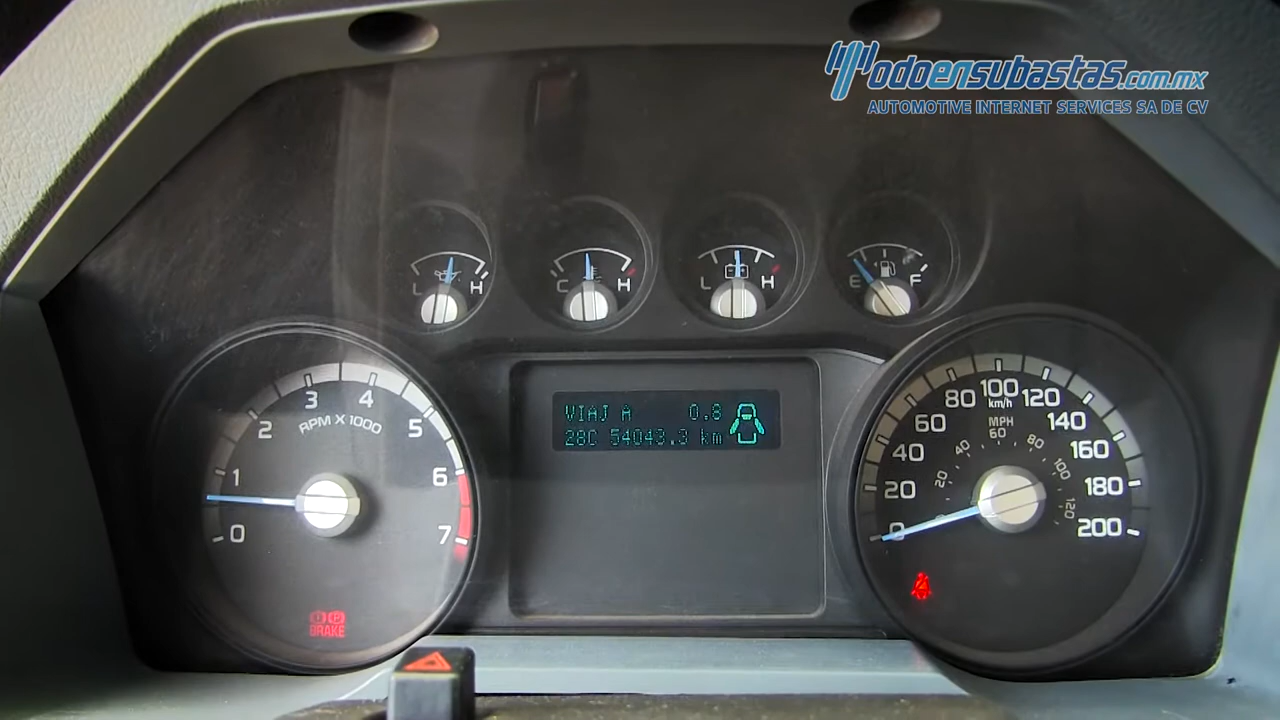 Todoensubastas.com.mx
AUTOMOTIVE INTERNET SERVICES SA DE CV
L H
C H
L H
E F
0 1 2 3 4 5 6 7
RPM X 1000
BRAKE
WIAJ A 0.8
28C 54043.3 km
0 20 40 60 80 100 120 140 160 180 200
km/h
MPH
20 40 60 80 100 120